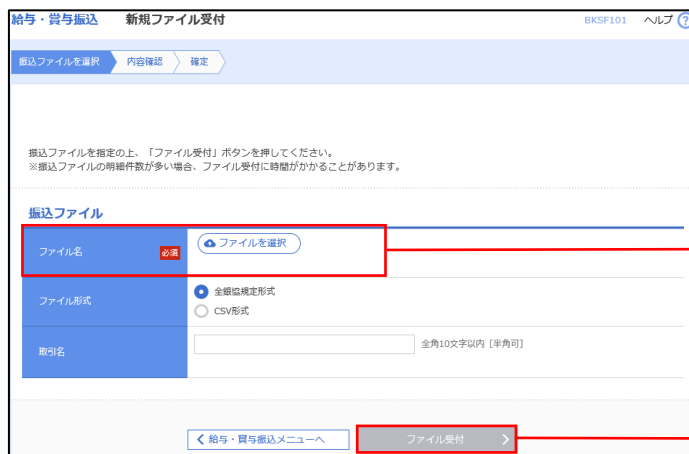 給与・賞与振込 新規ファイル受付 BKSF101 ヘルプ ?
振込ファイルを選択 内容確認 確定
振込ファイルを指定の上、「ファイル受付」ボタンを押してください。
※振込ファイルの明細件数が多い場合、ファイル受付に時間がかかることがあります。
振込ファイル
ファイル名 必須 ファイルを選択
ファイル形式 全銀協規定形式
CSV形式
取引名 全角10文字以内［半角可］
給与・賞与振込メニューへ ファイル受付